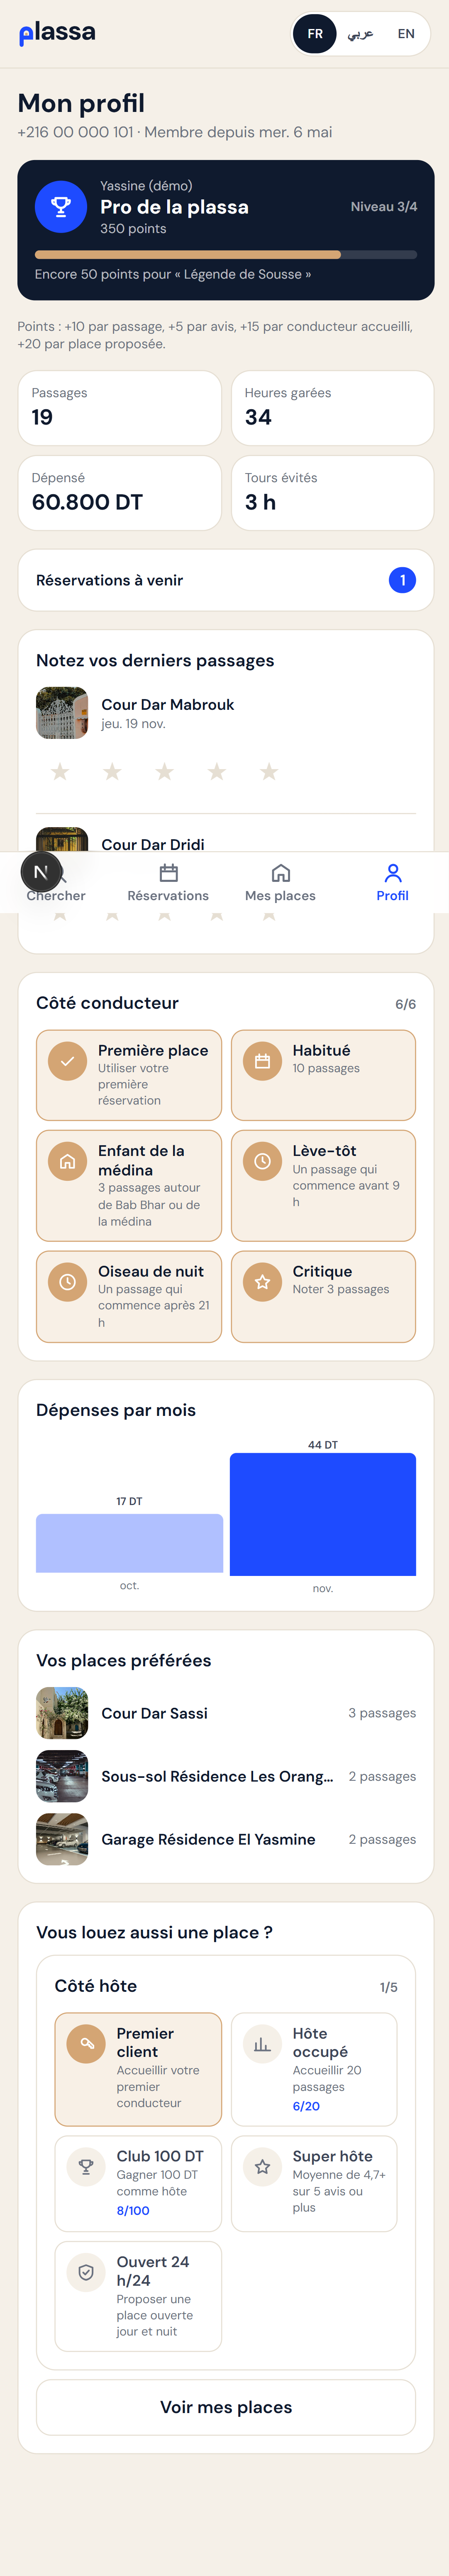 plassa
FR عربي EN
Mon profil
+216 00 000 101 · Membre depuis mer. 6 mai
Yassine (démo)
Pro de la plassa
Niveau 3/4
350 points
Encore 50 points pour « Légende de Sousse »
Points : +10 par passage, +5 par avis, +15 par conducteur accueilli,
+20 par place proposée.
Passages
19
Heures garées
34
Dépensé
60.800 DT
Tours évités
3 h
Réservations à venir
1
Notez vos derniers passages
Cour Dar Mabrouk
jeu. 19 nov.
Cour Dar Dridi
N
Chercher
Réservations
Mes places
Profil
Côté conducteur
6/6
Première place
Utiliser votre
première
réservation
Habitué
10 passages
Enfant de la
médina
3 passages autour
de Bab Bhar ou de
la médina
Lève-tôt
Un passage qui
commence avant 9
h
Oiseau de nuit
Un passage qui
commence après 21
h
Critique
Noter 3 passages
Dépenses par mois
17 DT
44 DT
oct.
nov.
Vos places préférées
Cour Dar Sassi
3 passages
Sous-sol Résidence Les Orang...
2 passages
Garage Résidence El Yasmine
2 passages
Vous louez aussi une place ?
Côté hôte
1/5
Premier
client
Accueillir votre
premier
conducteur
Hôte
occupé
Accueillir 20
passages
6/20
Club 100 DT
Gagner 100 DT
comme hôte
8/100
Super hôte
Moyenne de 4,7+
sur 5 avis ou
plus
Ouvert 24
h/24
Proposer une
place ouverte
jour et nuit
Voir mes places